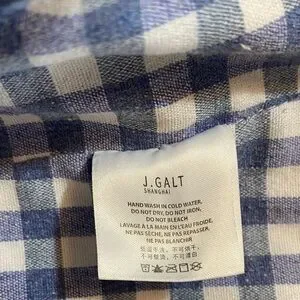 J.GALT
SHANGHAI
HAND WASH IN COLD WATER,
DO NOT DRY, DO NOT IRON,
DO NOT BLEACH
LAVAGE À LA MAIN EN L'EAU FROIDE,
NE PAS SÈCHE, NE PAS REPASSER,
NE PAS BLANCHIR
低温手洗, 不可烘干,
不可熨烫, 不可漂白